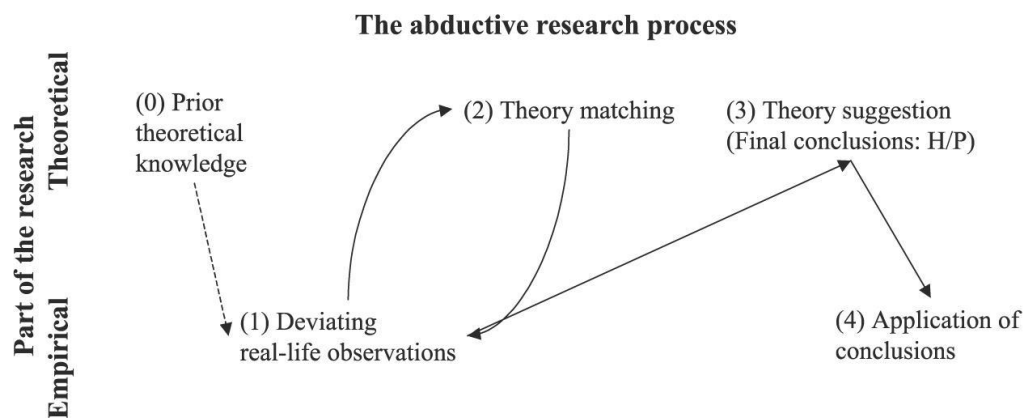 The abductive research process
Part of the research
Theoretical
Empirical
(0) Prior
theoretical
knowledge
(2) Theory matching
(3) Theory suggestion
(Final conclusions: H/P)
(1) Deviating
real-life observations
(4) Application of
conclusions